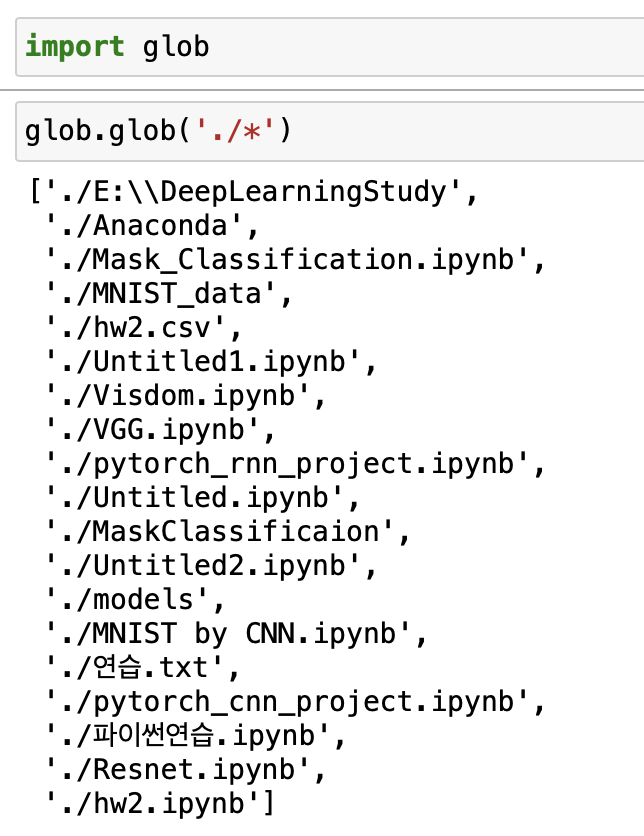 import glob
glob.glob('./*')
['./E:\\DeepLearningStudy',
'./Anaconda',
'./Mask_Classification.ipynb',
'./MNIST_data',
'./hw2.csv',
'./Untitled1.ipynb',
'./Visdom.ipynb',
'./VGG.ipynb',
'./pytorch_rnn_project.ipynb',
'./Untitled.ipynb',
'./MaskClassificaion',
'./Untitled2.ipynb',
'./models',
'./MNIST by CNN.ipynb',
'./연습.txt',
'./pytorch_cnn_project.ipynb',
'./파이썬연습.ipynb',
'./Resnet.ipynb',
'./hw2.ipynb']